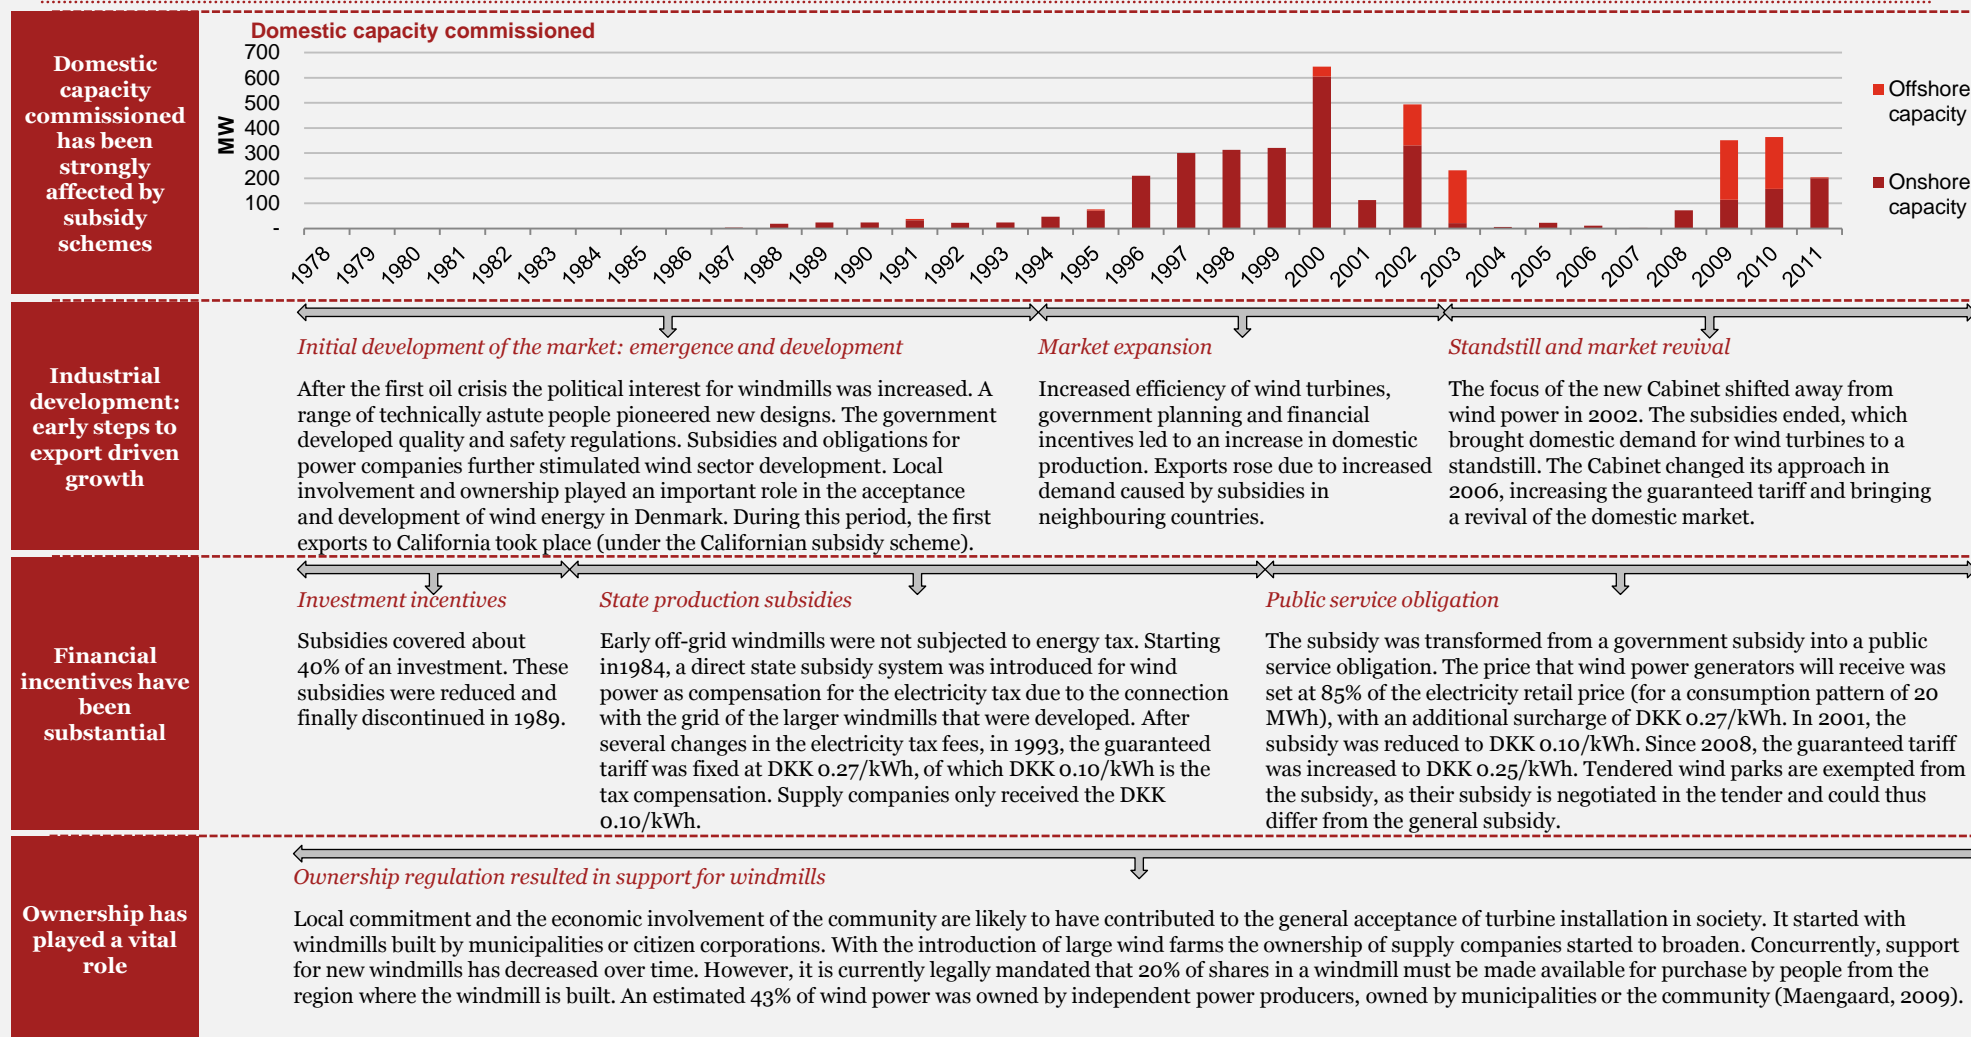 Domestic
capacity
commissioned
has been
strongly
affected by
subsidy
schemes
Domestic capacity commissioned
MW
700
600
500
400
300
200
100
-
1978
1979
1980
1981
1982
1983
1984
1985
1986
1987
1988
1989
1990
1991
1992
1993
1994
1995
1996
1997
1998
1999
2000
2001
2002
2003
2004
2005
2006
2007
2008
2009
2010
2011
Offshore
capacity
Onshore
capacity
Industrial
development:
early steps to
export driven
growth
Initial development of the market: emergence and development
After the first oil crisis the political interest for windmills was increased. A
range of technically astute people pioneered new designs. The government
developed quality and safety regulations. Subsidies and obligations for
power companies further stimulated wind sector development. Local
involvement and ownership played an important role in the acceptance
and development of wind energy in Denmark. During this period, the first
exports to California took place (under the Californian subsidy scheme).
Market expansion
Increased efficiency of wind turbines,
government planning and financial
incentives led to an increase in domestic
production. Exports rose due to increased
demand caused by subsidies in
neighbouring countries.
Standstill and market revival
The focus of the new Cabinet shifted away from
wind power in 2002. The subsidies ended, which
brought domestic demand for wind turbines to a
standstill. The Cabinet changed its approach in
2006, increasing the guaranteed tariff and bringing
a revival of the domestic market.
Financial
incentives have
been
substantial
Investment incentives
Subsidies covered about
40% of an investment. These
subsidies were reduced and
finally discontinued in 1989.
State production subsidies
Early off-grid windmills were not subjected to energy tax. Starting
in1984, a direct state subsidy system was introduced for wind
power as compensation for the electricity tax due to the connection
with the grid of the larger windmills that were developed. After
several changes in the electricity tax fees, in 1993, the guaranteed
tariff was fixed at DKK 0.27/kWh, of which DKK 0.10/kWh is the
tax compensation. Supply companies only received the DKK
0.10/kWh.
Public service obligation
The subsidy was transformed from a government subsidy into a public
service obligation. The price that wind power generators will receive was
set at 85% of the electricity retail price (for a consumption pattern of 20
MWh), with an additional surcharge of DKK 0.27/kWh. In 2001, the
subsidy was reduced to DKK 0.10/kWh. Since 2008, the guaranteed tariff
was increased to DKK 0.25/kWh. Tendered wind parks are exempted from
the subsidy, as their subsidy is negotiated in the tender and could thus
differ from the general subsidy.
Ownership has
played a vital
role
Ownership regulation resulted in support for windmills
Local commitment and the economic involvement of the community are likely to have contributed to the general acceptance of turbine installation in society. It started with
windmills built by municipalities or citizen corporations. With the introduction of large wind farms the ownership of supply companies started to broaden. Concurrently, support
for new windmills has decreased over time. However, it is currently legally mandated that 20% of shares in a windmill must be made available for purchase by people from the
region where the windmill is built. An estimated 43% of wind power was owned by independent power producers, owned by municipalities or the community (Maengaard, 2009).